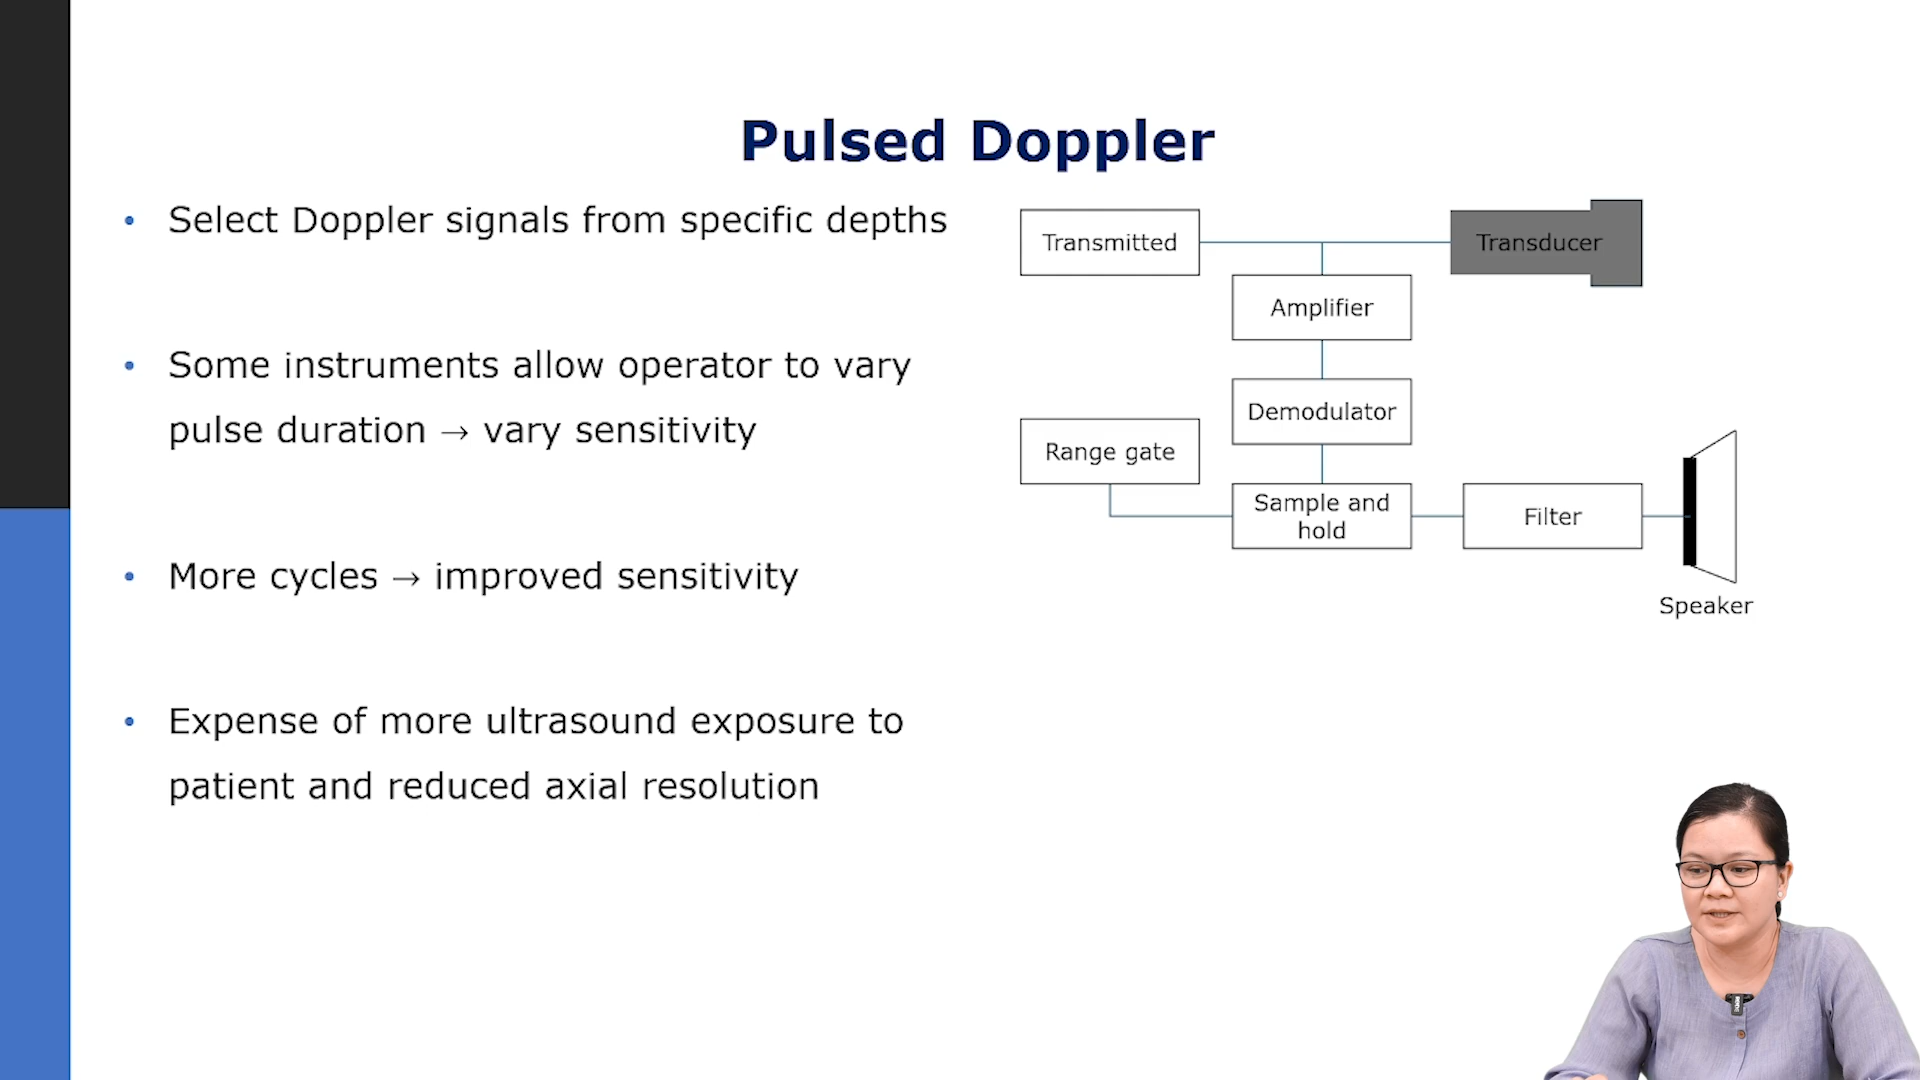 Pulsed Doppler
• Select Doppler signals from specific depths
• Some instruments allow operator to vary
pulse duration → vary sensitivity
• More cycles → improved sensitivity
• Expense of more ultrasound exposure to
patient and reduced axial resolution
Transmitted
Transducer
Amplifier
Demodulator
Range gate
Sample and
hold
Filter
Speaker